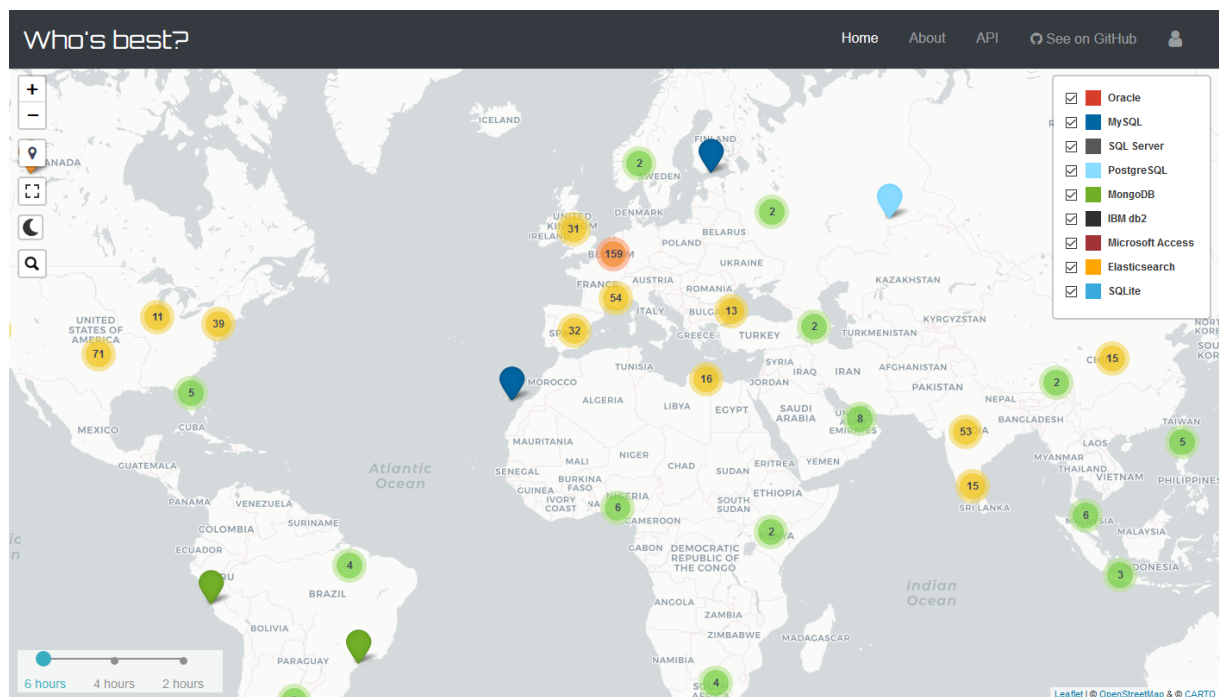 Who's best?
Home About API See on GitHub
+
−
Oracle
MySQL
SQL Server
PostgreSQL
MongoDB
IBM db2
Microsoft Access
Elasticsearch
SQLite
ICELAND
FINLAND
SWEDEN
2
DENMARK
UNITED
KINGDOM
31
IRELAND
BELARUS
2
POLAND
159
UKRAINE
FRANCE
AUSTRIA
54
ROMANIA
KAZAKHSTAN
ITALY
13
32
GREECE
TURKEY
2
TURKMENISTAN
KYRGYZSTAN
UNITED
STATES OF
AMERICA
11
39
71
5
MEXICO
CUBA
GUATEMALA
PANAMA
VENEZUELA
COLOMBIA
SURINAME
ECUADOR
4
BRAZIL
BOLIVIA
PARAGUAY
Atlantic
Ocean
MOROCCO
TUNISIA
ALGERIA
LIBYA
16
EGYPT
SYRIA
IRAQ
JORDAN
IRAN
AFGHANISTAN
PAKISTAN
SAUDI
ARABIA
EMIRATES
8
NEPAL
2
15
BANGLADESH
53
TAIWAN
5
LAOS
MYANMAR
THAILAND
VIETNAM
PHILIPPINES
15
SRI LANKA
6
MALAYSIA
3
MAURITANIA
SENEGAL
MALI
NIGER
CHAD
SUDAN
ERITREA
YEMEN
GUINEA
BURKINA
FASO
IVORY
COAST
NIGERIA
6
CAMEROON
SOUTH
SUDAN
ETHIOPIA
2
GABON
DEMOCRATIC
REPUBLIC OF
THE CONGO
ANGOLA
ZAMBIA
ZIMBABWE
MADAGASCAR
NAMIBIA
4
Indian
Ocean
6 hours 4 hours 2 hours
Leaflet | © OpenStreetMap & © CARTO